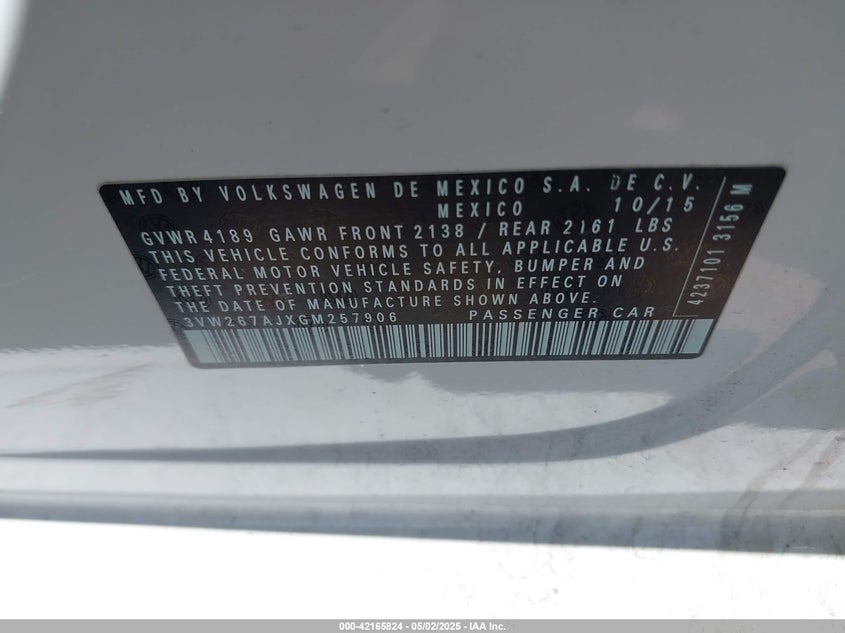 MFD BY VOLKSWAGEN DE MEXICO S.A. DE C.V.
MEXICO 10/15
GVWR 4189 GAWR FRONT 2138 / REAR 2161 LBS
THIS VEHICLE CONFORMS TO ALL APPLICABLE U.S.
FEDERAL MOTOR VEHICLE SAFETY, BUMPER AND
THEFT PREVENTION STANDARDS IN EFFECT ON
THE DATE OF MANUFACTURE SHOWN ABOVE.
3VW267AJXGM257906 PASSENGER CAR
4237101 3156 M
000-42165824 - 05/02/2025 - IAA Inc.